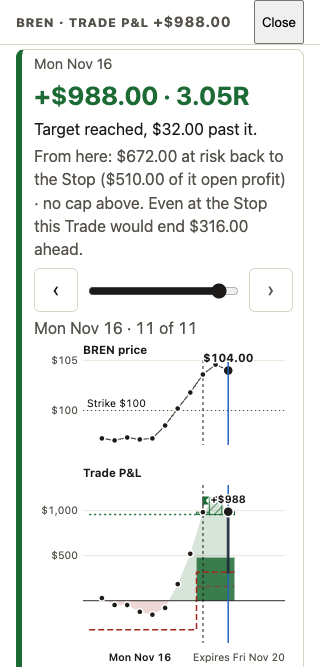 BREN · TRADE P&L +$988.00
Close
Mon Nov 16
+$988.00 · 3.05R
Target reached, $32.00 past it.
From here: $672.00 at risk back to
the Stop ($510.00 of it open profit)
· no cap above. Even at the Stop
this Trade would end $316.00
ahead.
‹
›
Mon Nov 16 · 11 of 11
BREN price
$105
$104.00
Strike $100
$100
Trade P&L
+$988
$1,000
$500
Mon Nov 16
Expires Fri Nov 20